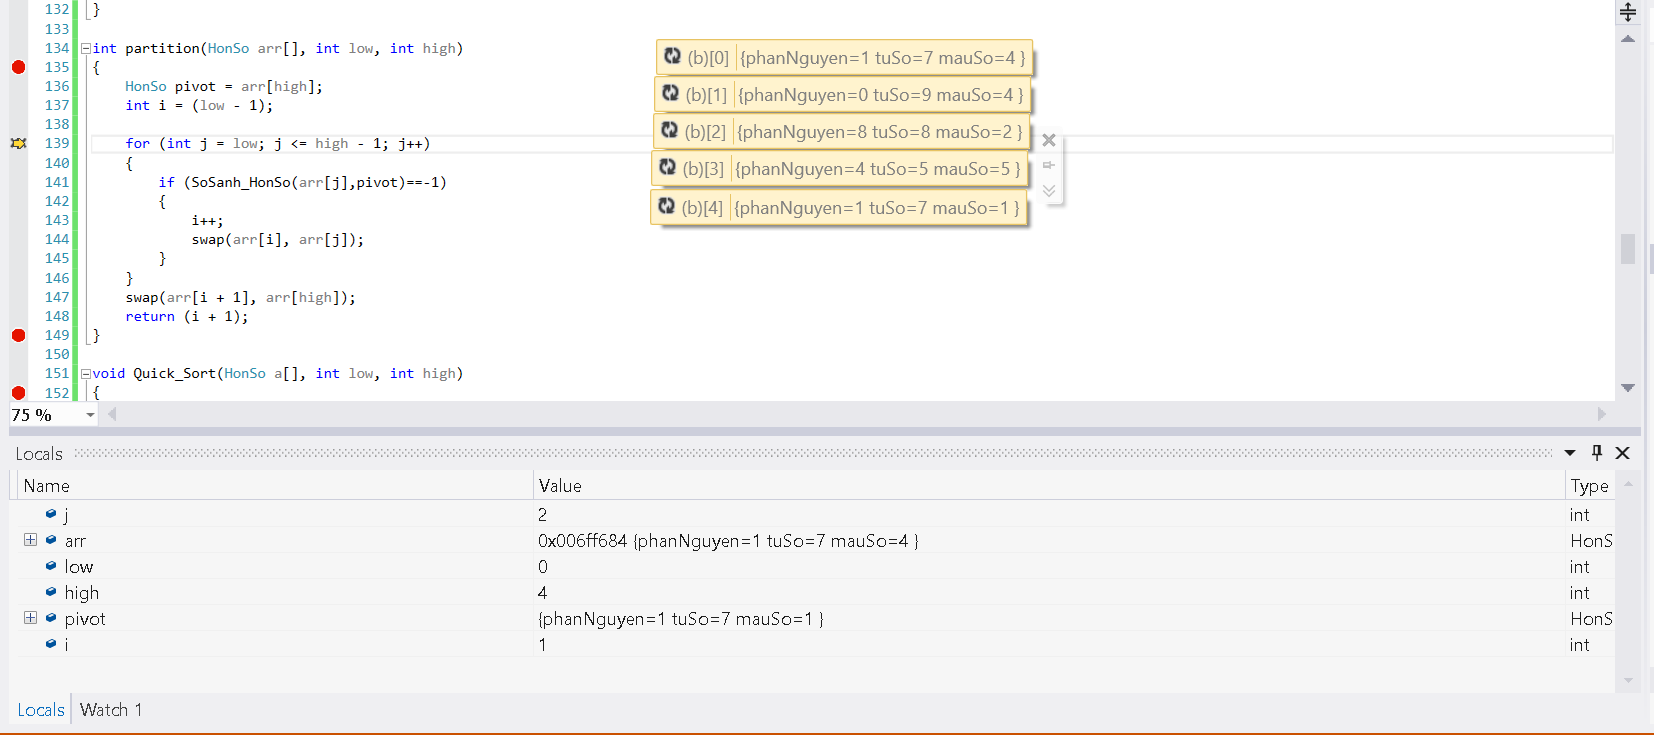 132 }
133
134 int partition(HonSo arr[], int low, int high)
135 {
136 HonSo pivot = arr[high];
137 int i = (low - 1);
138
139 for (int j = low; j <= high - 1; j++)
140 {
141 if (SoSanh_HonSo(arr[j],pivot)==-1)
142 {
143 i++;
144 swap(arr[i], arr[j]);
145 }
146 }
147 swap(arr[i + 1], arr[high]);
148 return (i + 1);
149 }
150
151 void Quick_Sort(HonSo a[], int low, int high)
152 {
(b)[0] {phanNguyen=1 tuSo=7 mauSo=4 }
(b)[1] {phanNguyen=0 tuSo=9 mauSo=4 }
(b)[2] {phanNguyen=8 tuSo=8 mauSo=2 }
(b)[3] {phanNguyen=4 tuSo=5 mauSo=5 }
(b)[4] {phanNguyen=1 tuSo=7 mauSo=1 }
75 %
Locals
Name Value Type
j 2 int
arr 0x006ff684 {phanNguyen=1 tuSo=7 mauSo=4 } HonS
low 0 int
high 4 int
pivot {phanNguyen=1 tuSo=7 mauSo=1 } HonS
i 1 int
Locals Watch 1